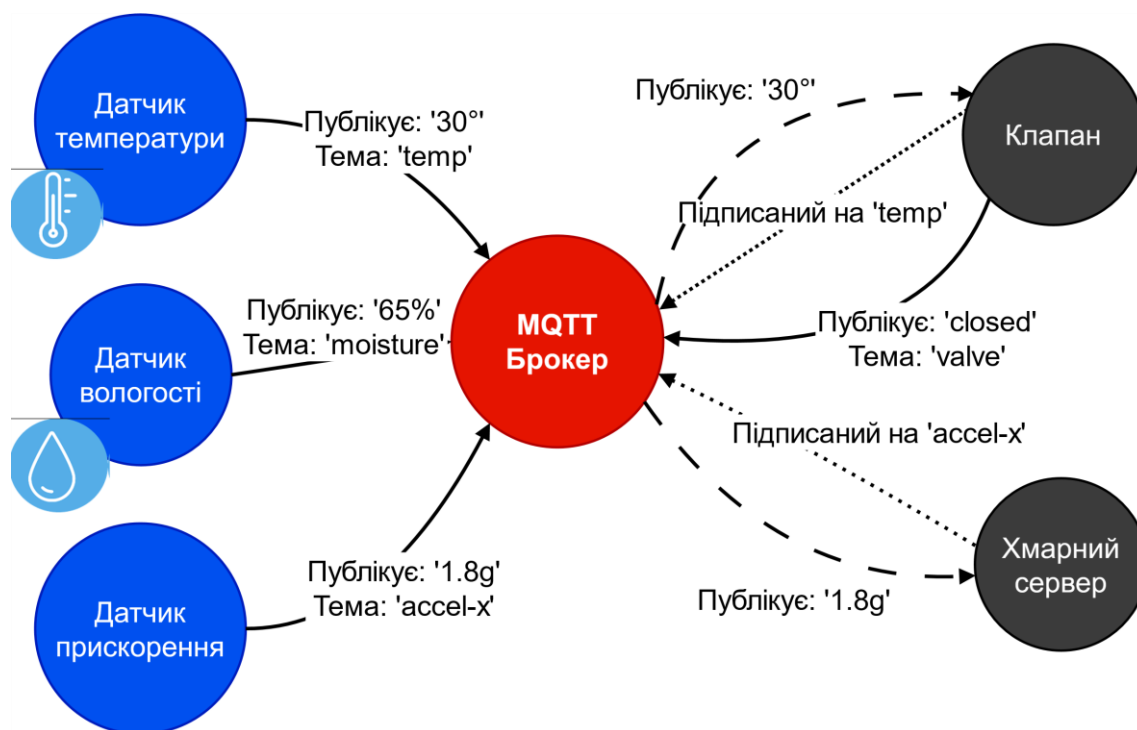 Датчик
температури
Публікує: '30°'
Тема: 'temp'
Публікує: '30°'
Клапан
Підписаний на 'temp'
Датчик
вологості
Публікує: '65%'
Тема: 'moisture'
MQTT
Брокер
Публікує: 'closed'
Тема: 'valve'
Підписаний на 'accel-x'
Датчик
прискорення
Публікує: '1.8g'
Тема: 'accel-x'
Публікує: '1.8g'
Хмарний
сервер